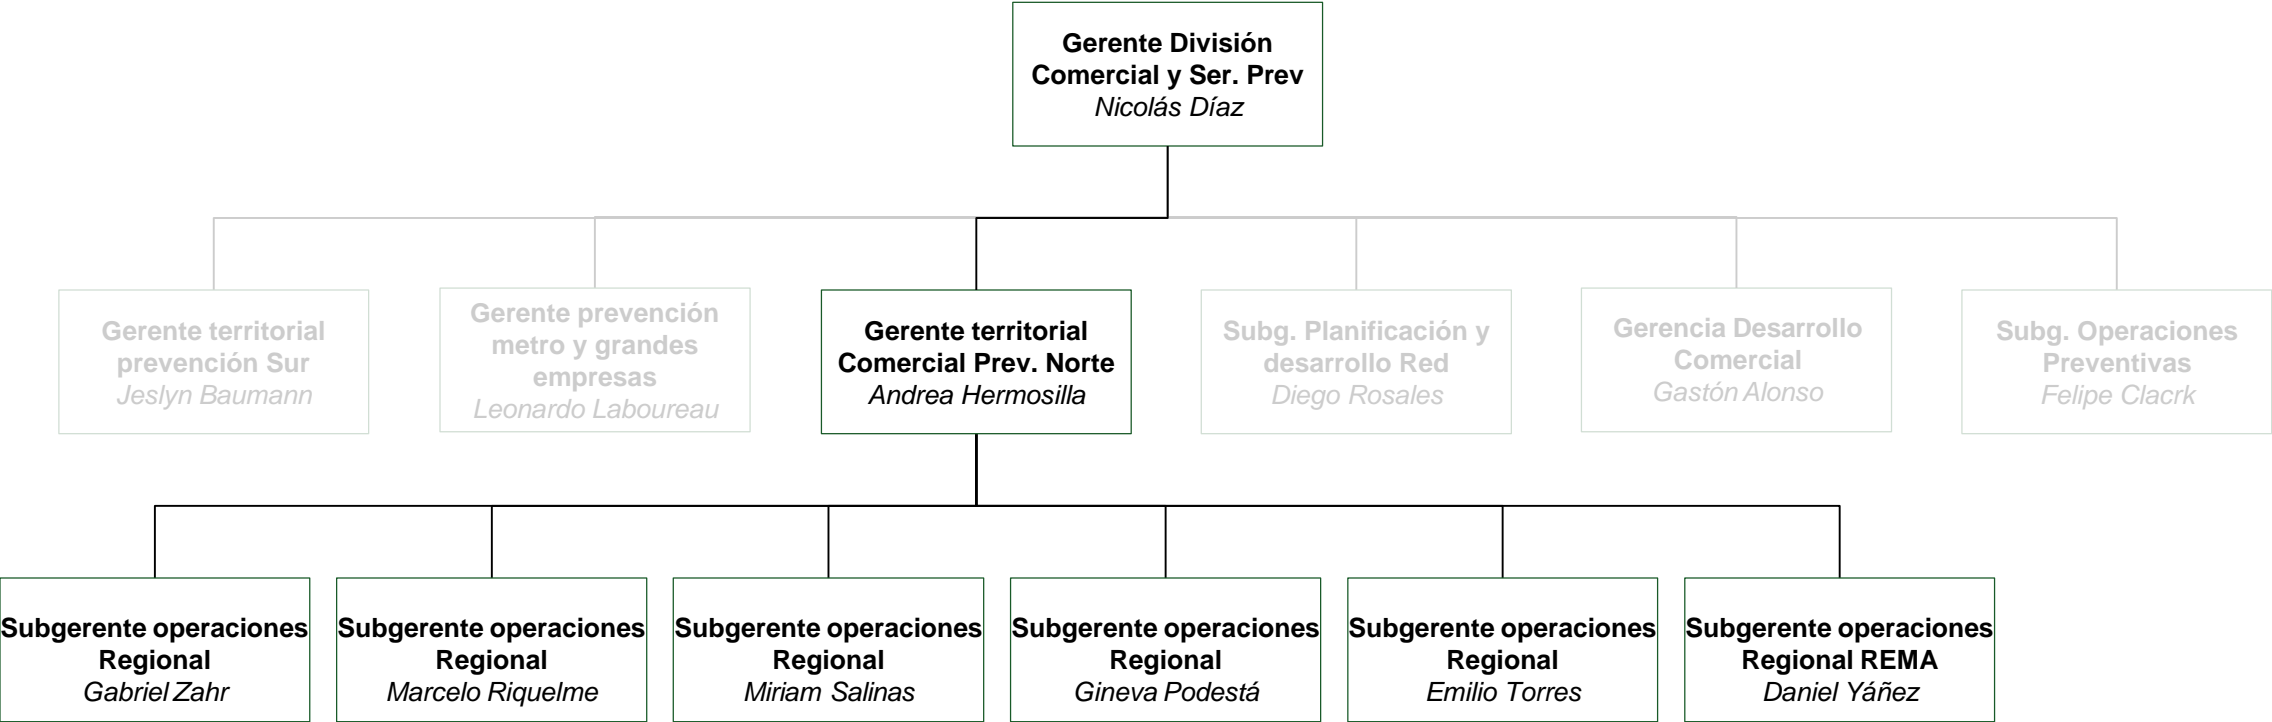 Gerente División
Comercial y Ser. Prev
Nicolás Díaz
Gerente territorial
prevención Sur
Jeslyn Baumann
Gerente prevención
metro y grandes
empresas
Leonardo Laboureau
Gerente territorial
Comercial Prev. Norte
Andrea Hermosilla
Subg. Planificación y
desarrollo Red
Diego Rosales
Gerencia Desarrollo
Comercial
Gastón Alonso
Subg. Operaciones
Preventivas
Felipe Clacrk
Subgerente operaciones
Regional
Gabriel Zahr
Subgerente operaciones
Regional
Marcelo Riquelme
Subgerente operaciones
Regional
Miriam Salinas
Subgerente operaciones
Regional
Gineva Podestá
Subgerente operaciones
Regional
Emilio Torres
Subgerente operaciones
Regional REMA
Daniel Yáñez